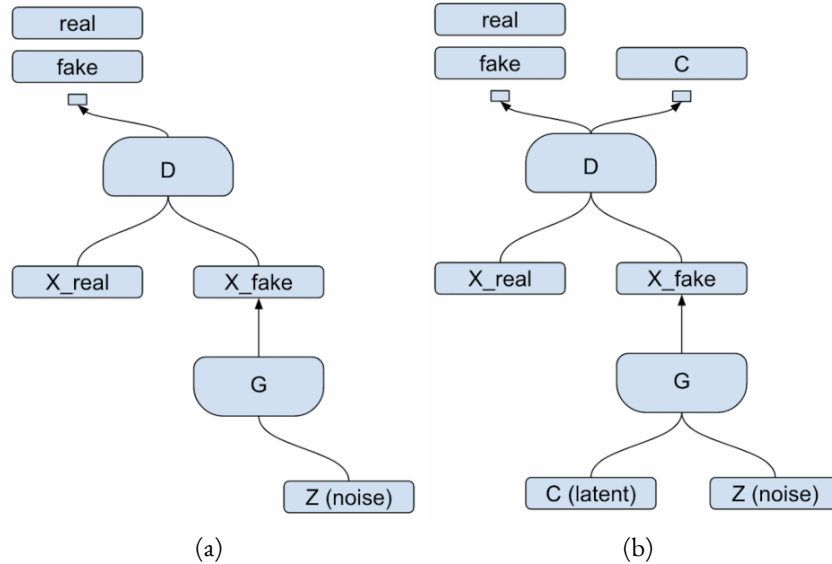 real
fake
D
X_real
X_fake
G
Z (noise)
(a)
real
fake
C
D
X_real
X_fake
G
C (latent)
Z (noise)
(b)